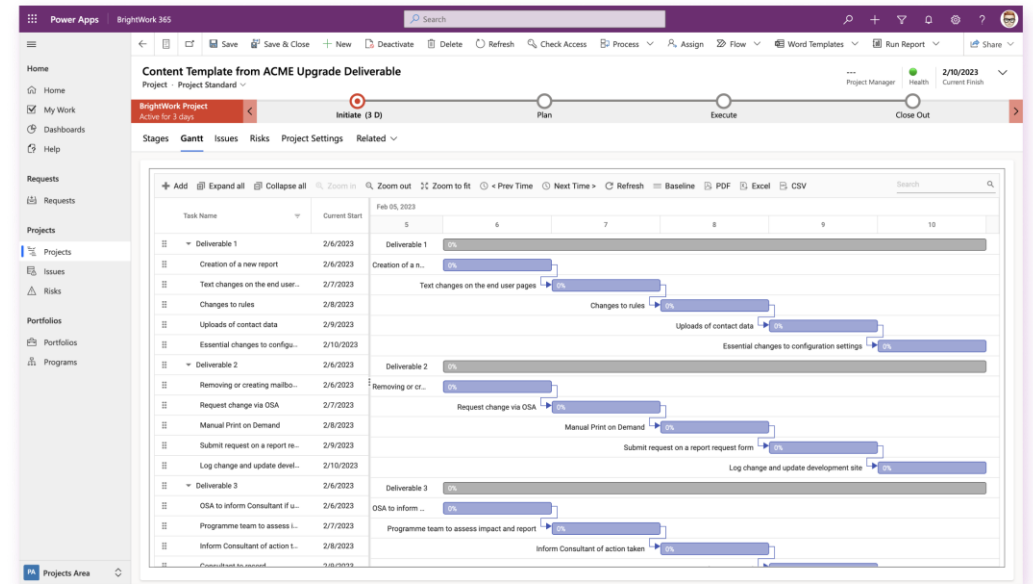 Power Apps BrightWork 365 Search ?
Save Save & Close New Deactivate Delete Refresh Check Access Process Assign Flow Word Templates Run Report Share
Home
Home
My Work
Dashboards
Help
Requests
Requests
Projects
Projects
Issues
Risks
Portfolios
Portfolios
Programs
PA Projects Area
Content Template from ACME Upgrade Deliverable
Project · Project Standard
--- 2/10/2023
Project Manager Health Current Finish
BrightWork Project
Active for 3 days
Initiate (3 D) Plan Execute Close Out
Stages Gantt Issues Risks Project Settings Related
Add Expand all Collapse all Zoom in Zoom out Zoom to fit < Prev Time Next Time > Refresh Baseline PDF Excel CSV Search
Task Name Current Start Feb 05, 2023
5 6 7 8 9 10
Deliverable 1 2/6/2023 Deliverable 1 0%
Creation of a new report 2/6/2023 Creation of a n... 0%
Text changes on the end user... 2/7/2023 Text changes on the end user pages 0%
Changes to rules 2/8/2023 Changes to rules 0%
Uploads of contact data 2/9/2023 Uploads of contact data 0%
Essential changes to configu... 2/10/2023 Essential changes to configuration settings 0%
Deliverable 2 2/6/2023 Deliverable 2 0%
Removing or creating mailbo... 2/6/2023 Removing or cr... 0%
Request change via OSA 2/7/2023 Request change via OSA 0%
Manual Print on Demand 2/8/2023 Manual Print on Demand 0%
Submit request on a report re... 2/9/2023 Submit request on a report request form 0%
Log change and update devel... 2/10/2023 Log change and update development site 0%
Deliverable 3 2/6/2023 Deliverable 3 0%
OSA to inform Consultant if u... 2/6/2023 OSA to inform ... 0%
Programme team to assess i... 2/7/2023 Programme team to assess impact and report 0%
Inform Consultant of action t... 2/8/2023 Inform Consultant of action taken 0%
Consultant to record 2/9/2023